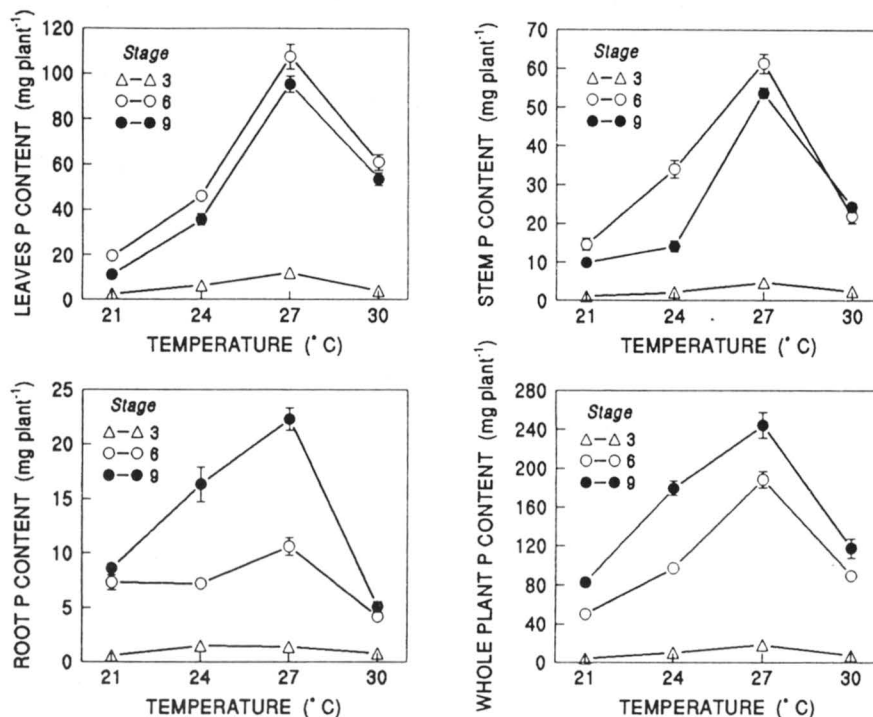 LEAVES P CONTENT (mg plant⁻¹)
120
100
80
60
40
20
0
Stage
△—△ 3
○—○ 6
●—● 9
21 24 27 30
TEMPERATURE (° C)
STEM P CONTENT (mg plant⁻¹)
70
60
50
40
30
20
10
0
Stage
△—△ 3
○—○ 6
●—● 9
21 24 27 30
TEMPERATURE (° C)
ROOT P CONTENT (mg plant⁻¹)
25
20
15
10
5
0
Stage
△—△ 3
○—○ 6
●—● 9
21 24 27 30
TEMPERATURE (° C)
WHOLE PLANT P CONTENT (mg plant⁻¹)
280
240
200
160
120
80
40
0
Stage
△—△ 3
○—○ 6
●—● 9
21 24 27 30
TEMPERATURE (° C)